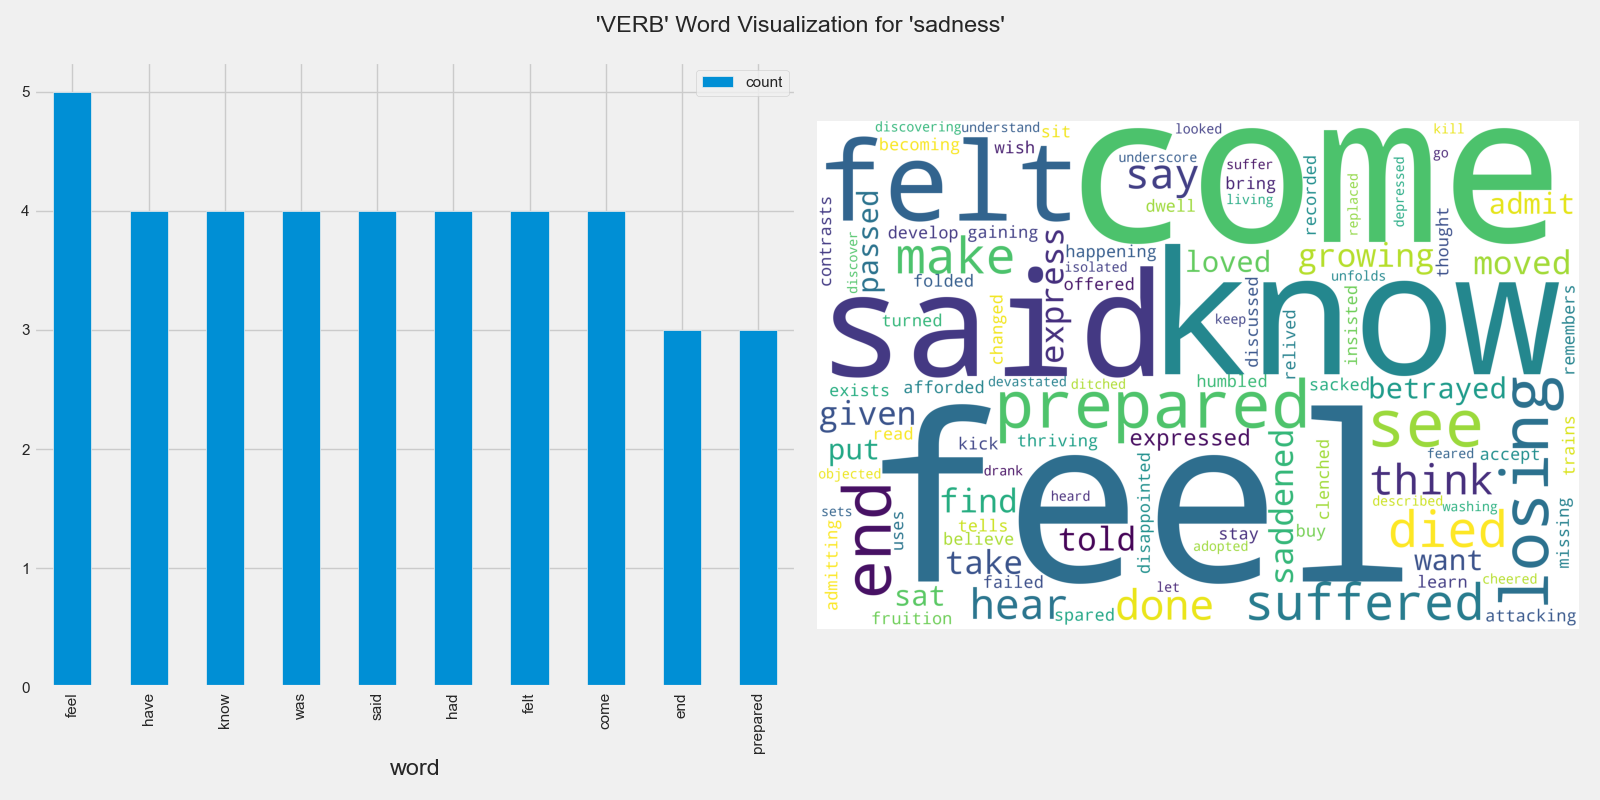 'VERB' Word Visualization for 'sadness'
count
5
4
3
2
1
0
feel
have
know
was
said
had
felt
come
end
prepared
word
discovering
understand
sit
looked
kill
becoming
wish
felt
come
underscore
suffer
go
say
bring
living
recorded
replaced
depressed
admit
dwell
contrasts
passed
develop
gaining
express
happening
thought
make
discover
isolated
loved
growing
moved
folded
offered
unfolds
said
know
turned
changed
keep
discussed
relived
insisted
remembers
exists
afforded
devastated
ditched
humbled
sacked
betrayed
given
prepared
see
losing
read
kick
thriving
expressed
put
feared
accept
trains
objected
drank
feel
saddened
clenched
think
end
find
heard
described
washing
sets
uses
tells
disappointed
stay
buy
died
missing
believe
told
adopted
admitting
take
want
failed
let
learn
cheered
sat
hear
done
suffered
fruition
spared
attacking